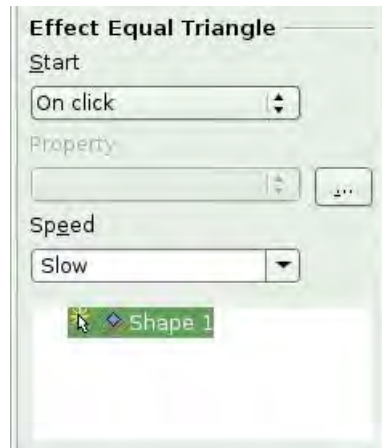 Effect Equal Triangle
Start
On click
Property
...
Speed
Slow
Shape 1